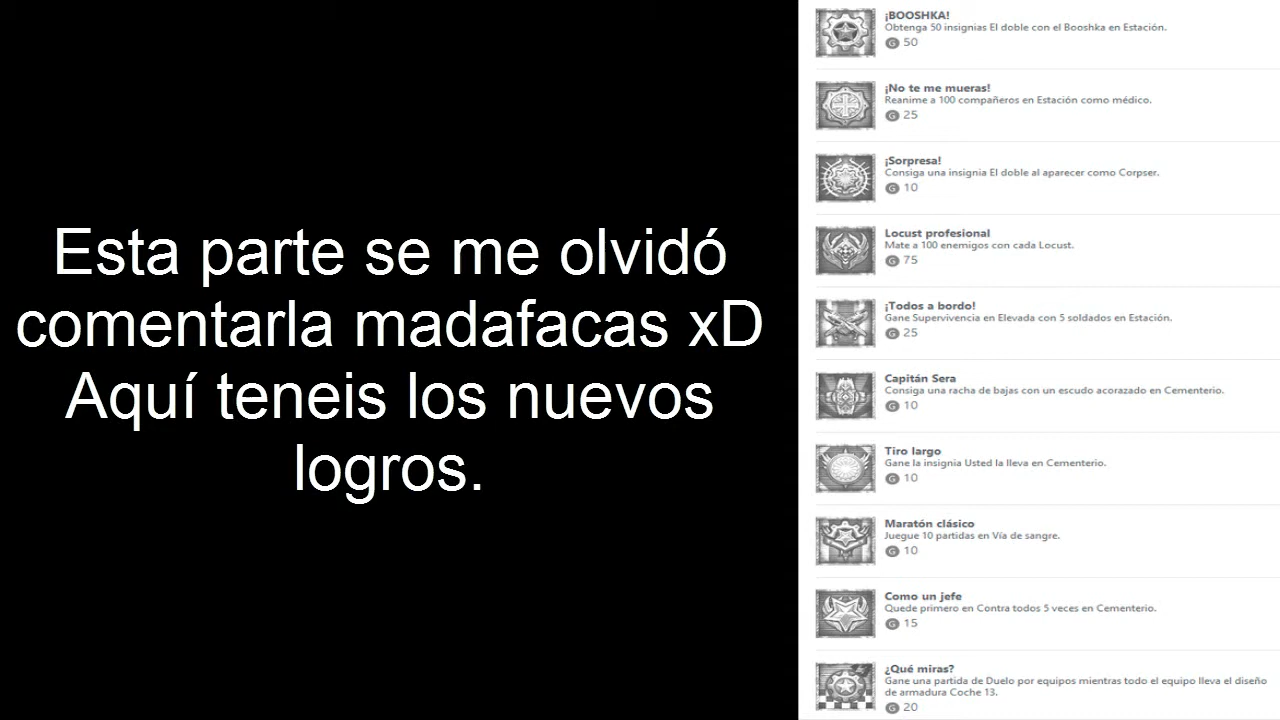 Esta parte se me olvidó
comentarla madafacas xD
Aquí teneis los nuevos
logros.
¡BOOSHKA!
Obtenga 50 insignias El doble con el Booshka en Estación.
G 50
¡No te me mueras!
Reanime a 100 compañeros en Estación como médico.
G 25
¡Sorpresa!
Consiga una insignia El doble al aparecer como Corpser.
G 10
Locust profesional
Mate a 100 enemigos con cada Locust.
G 75
¡Todos a bordo!
Gane Supervivencia en Elevada con 5 soldados en Estación.
G 25
Capitán Sera
Consiga una racha de bajas con un escudo acorazado en Cementerio.
G 10
Tiro largo
Gane la insignia Usted la lleva en Cementerio.
G 10
Maratón clásico
Juegue 10 partidas en Vía de sangre.
G 10
Como un jefe
Quede primero en Contra todos 5 veces en Cementerio.
G 15
¿Qué miras?
Gane una partida de Duelo por equipos mientras todo el equipo lleva el diseño
de armadura Coche 13.
G 20